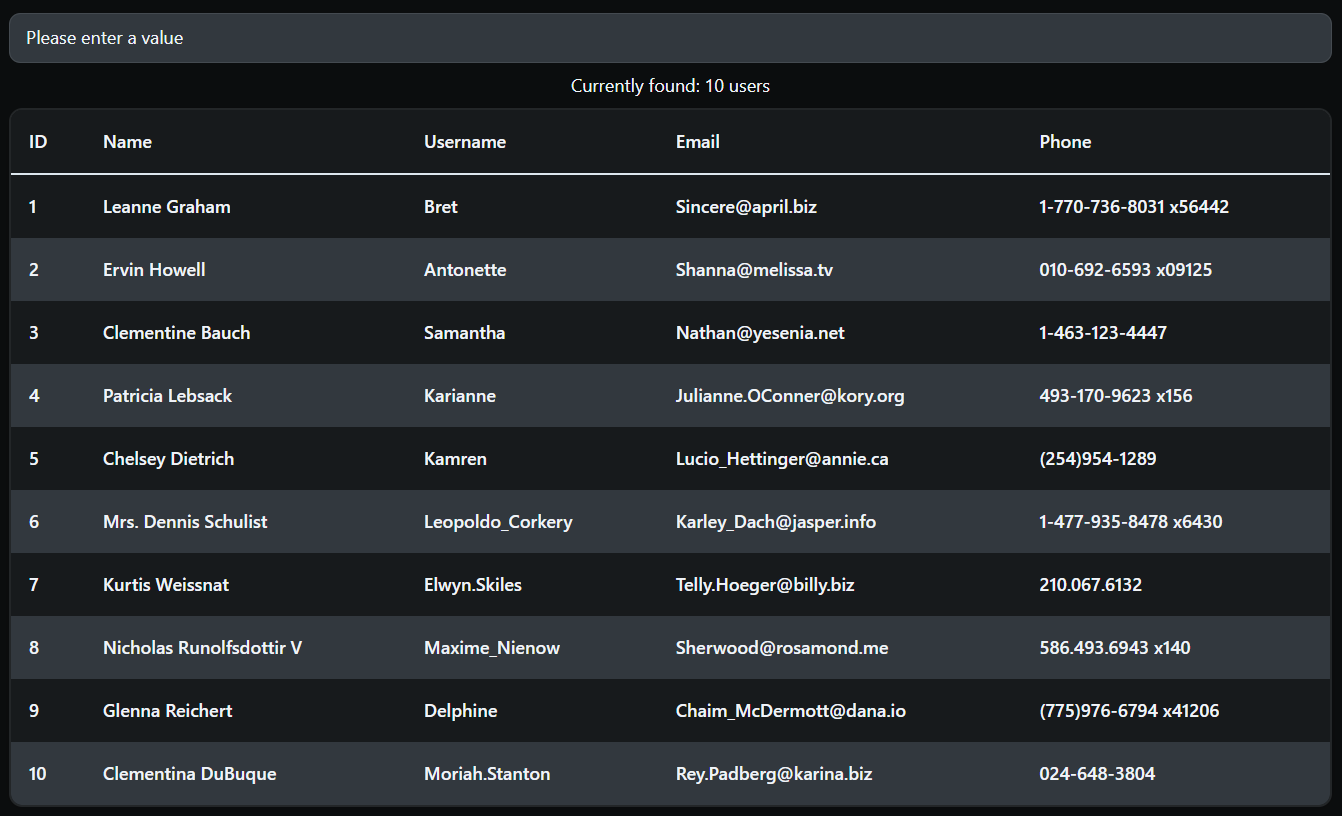 Please enter a value
Currently found: 10 users
ID Name Username Email Phone
1 Leanne Graham Bret Sincere@april.biz 1-770-736-8031 x56442
2 Ervin Howell Antonette Shanna@melissa.tv 010-692-6593 x09125
3 Clementine Bauch Samantha Nathan@yesenia.net 1-463-123-4447
4 Patricia Lebsack Karianne Julianne.OConner@kory.org 493-170-9623 x156
5 Chelsey Dietrich Kamren Lucio_Hettinger@annie.ca (254)954-1289
6 Mrs. Dennis Schulist Leopoldo_Corkery Karley_Dach@jasper.info 1-477-935-8478 x6430
7 Kurtis Weissnat Elwyn.Skiles Telly.Hoeger@billy.biz 210.067.6132
8 Nicholas Runolfsdottir V Maxime_Nienow Sherwood@rosamond.me 586.493.6943 x140
9 Glenna Reichert Delphine Chaim_McDermott@dana.io (775)976-6794 x41206
10 Clementina DuBuque Moriah.Stanton Rey.Padberg@karina.biz 024-648-3804